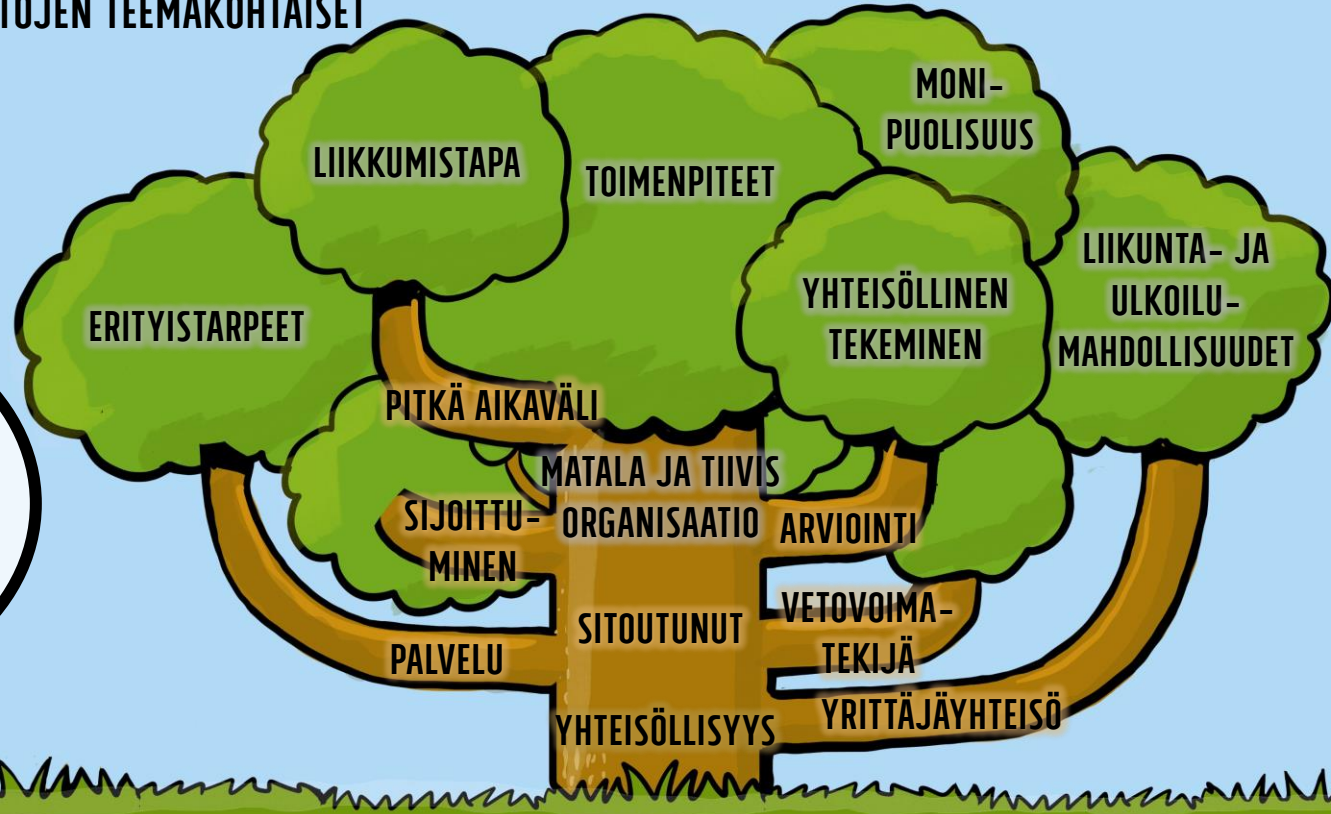 TEEMAKOHTAISET
MONI-
PUOLISUUS
LIIKKUMISTAPA
TOIMENPITEET
LIIKUNTA- JA
ULKOILU-
MAHDOLLISUUDET
YHTEISÖLLINEN
TEKEMINEN
ERITYISTARPEET
PITKÄ AIKAVÄLI
MATALA JA TIIVIS
ORGANISAATIO
SIJOITTU-
MINEN
ARVIOINTI
VETOVOIMA-
TEKIJÄ
SITOUTUNUT
PALVELU
YRITTÄJÄYHTEISÖ
YHTEISÖLLISYYS